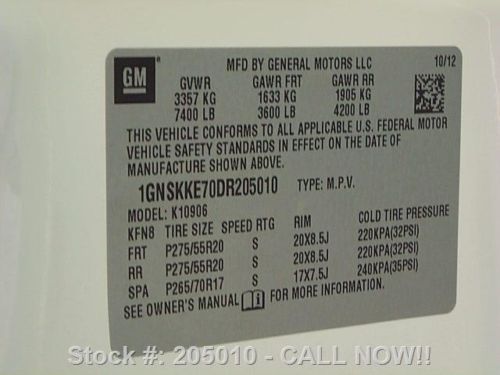 MFD BY GENERAL MOTORS LLC 10/12
GM
GVWR GAWR FRT GAWR RR
3357 KG 1633 KG 1905 KG
7400 LB 3600 LB 4200 LB
THIS VEHICLE CONFORMS TO ALL APPLICABLE U.S. FEDERAL MOTOR
VEHICLE SAFETY STANDARDS IN EFFECT ON THE DATE OF
MANUFACTURE SHOWN ABOVE.
1GNSKKE70DR205010 TYPE: M.P.V.
MODEL: K10906
KFN8 TIRE SIZE SPEED RTG RIM COLD TIRE PRESSURE
FRT P275/55R20 S 20X8.5J 220KPA(32PSI)
RR P275/55R20 S 20X8.5J 220KPA(32PSI)
SPA P265/70R17 S 17X7.5J 240KPA(35PSI)
SEE OWNER'S MANUAL i FOR MORE INFORMATION.
Stock #: 205010 - CALL NOW!!